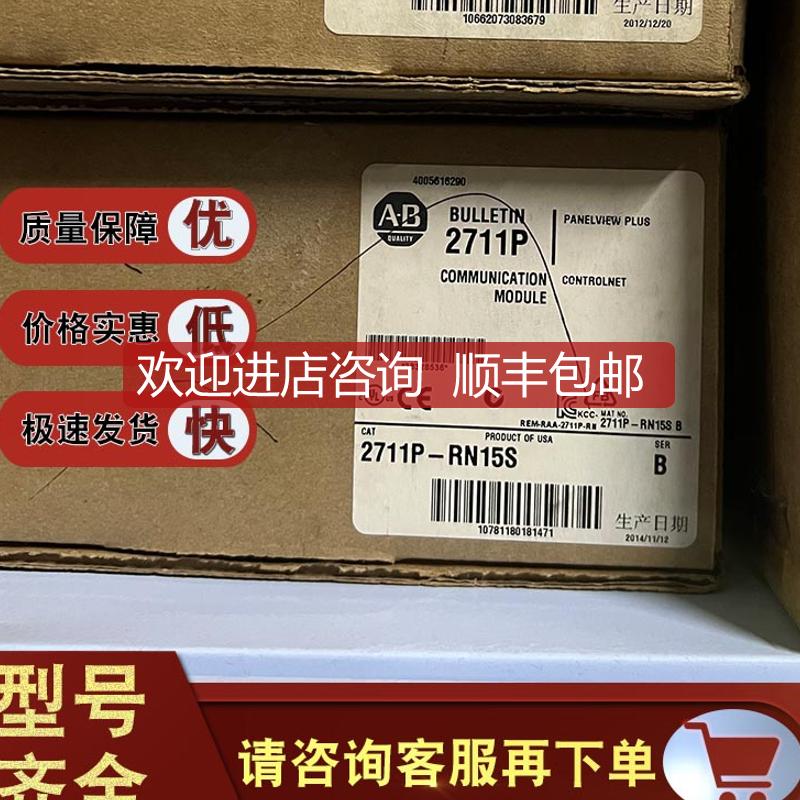 生产日期
10662073083679
2012/12/20
4005616290
A·B
QUALITY
BULLETIN
2711P
PANELVIEW PLUS
COMMUNICATION
MODULE
CONTROLNET
质量保障 优
价格实惠 低
极速发货 快
欢迎进店咨询 顺丰包邮
KCC-
MAT NO.
REM-RAA-2711P-RN
2711P-RN15S B
PRODUCT OF USA
CAT
2711P-RN15S
SER
B
10781180181471
生产日期
2014/11/12
型号
齐全
请咨询客服再下单